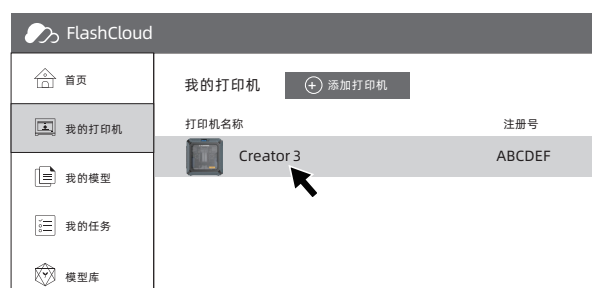 FlashCloud
首页
我的打印机
我的模型
我的任务
模型库
我的打印机
添加打印机
打印机名称 注册号
Creator 3 ABCDEF